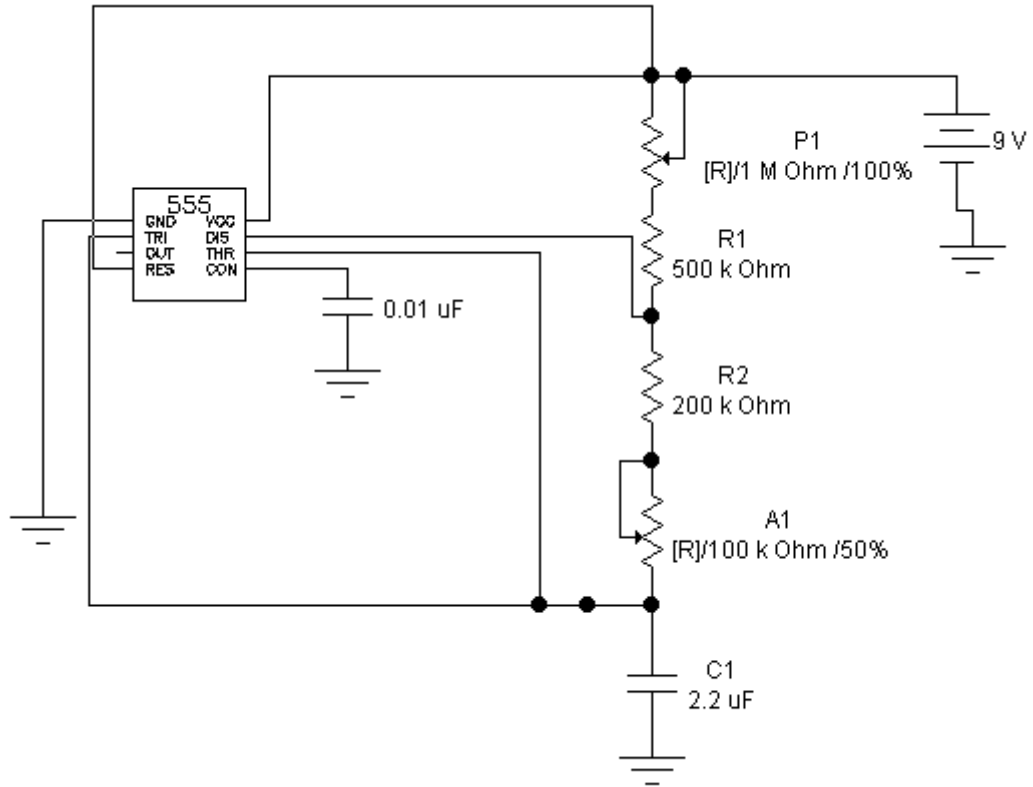 555
GND VCC
TRI DIS
OUT THR
RES CON
0.01 uF
P1
[R]/1 M Ohm /100%
9 V
R1
500 k Ohm
R2
200 k Ohm
A1
[R]/100 k Ohm /50%
C1
2.2 uF